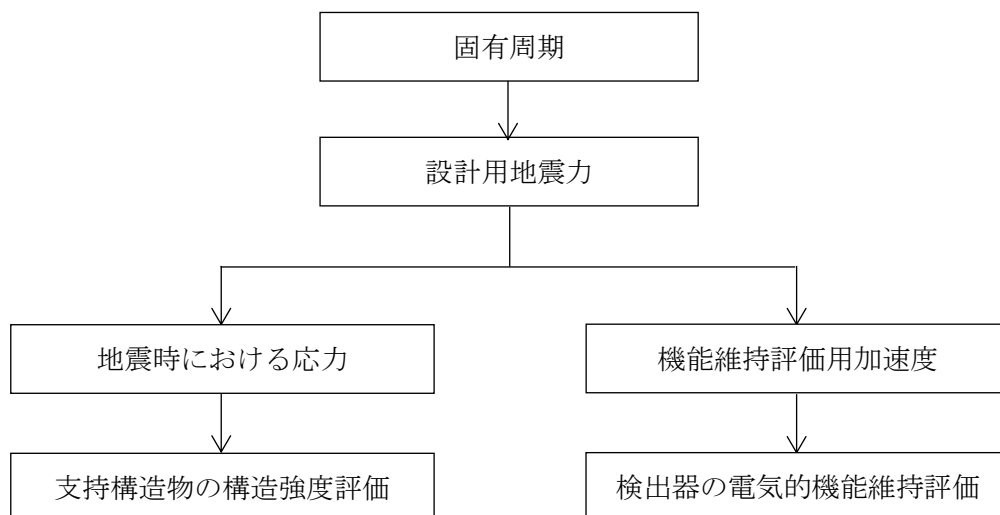 固有周期
設計用地震力
地震時における応力
機能維持評価用加速度
支持構造物の構造強度評価
検出器の電気的機能維持評価